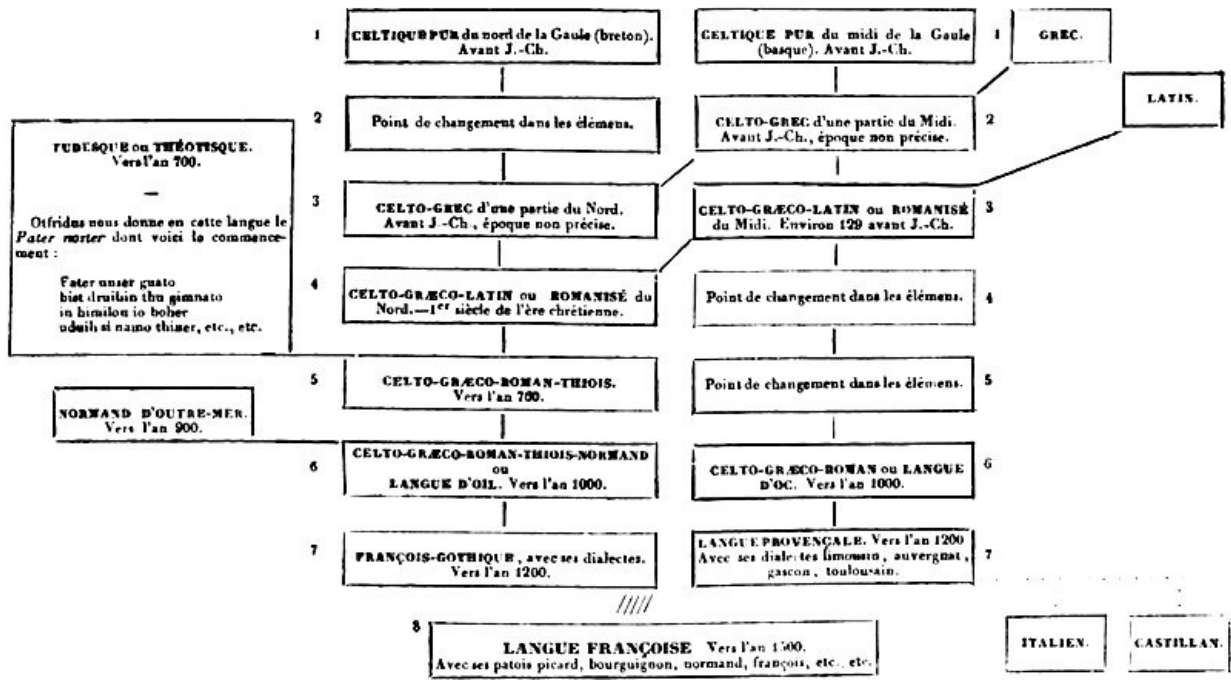 1
CELTIQUE PUR du nord de la Gaule (breton).
Avant J.-Ch.
CELTIQUE PUR du midi de la Gaule
(basque). Avant J.-Ch.
1
GREC.
LATIN.
2
Point de changement dans les élémens.
CELTO-GREC d'une partie du Midi.
Avant J.-Ch., époque non précise.
2
TUDESQUE ou THÉOTISQUE.
Vers l'an 700.
—
Otfridus nous donne en cette langue le
Pater noster dont voici le commance-
ment :
Fater unser guato
bist druihin thu gimnato
in himilon io hoher
uduih si namo thiner, etc., etc.
3
CELTO-GREC d'une partie du Nord.
Avant J.-Ch., époque non précise.
CELTO-GRÆCO-LATIN ou ROMANISÉ
du Midi. Environ 129 avant J.-Ch.
3
4
CELTO-GRÆCO-LATIN ou ROMANISÉ du
Nord.—1er siècle de l'ère chrétienne.
Point de changement dans les élémens.
4
5
CELTO-GRÆCO-ROMAN-THIOIS.
Vers l'an 760.
Point de changement dans les élémens.
5
NORMAND D'OUTRE-MER.
Vers l'an 900.
6
CELTO-GRÆCO-ROMAN-THIOIS-NORMAND
ou
LANGUE D'OIL. Vers l'an 1000.
CELTO-GRÆCO-ROMAN ou LANGUE
D'OC. Vers l'an 1000.
6
7
FRANÇOIS-GOTHIQUE, avec ses dialectes.
Vers l'an 1200.
LANGUE PROVENÇALE. Vers l'an 1200
Avec ses dialectes limousin, auvergnat,
gascon, toulousain.
7
8
LANGUE FRANÇOISE Vers l'an 1500.
Avec ses patois picard, bourguignon, normand, françois, etc., etc.
ITALIEN.
CASTILLAN.